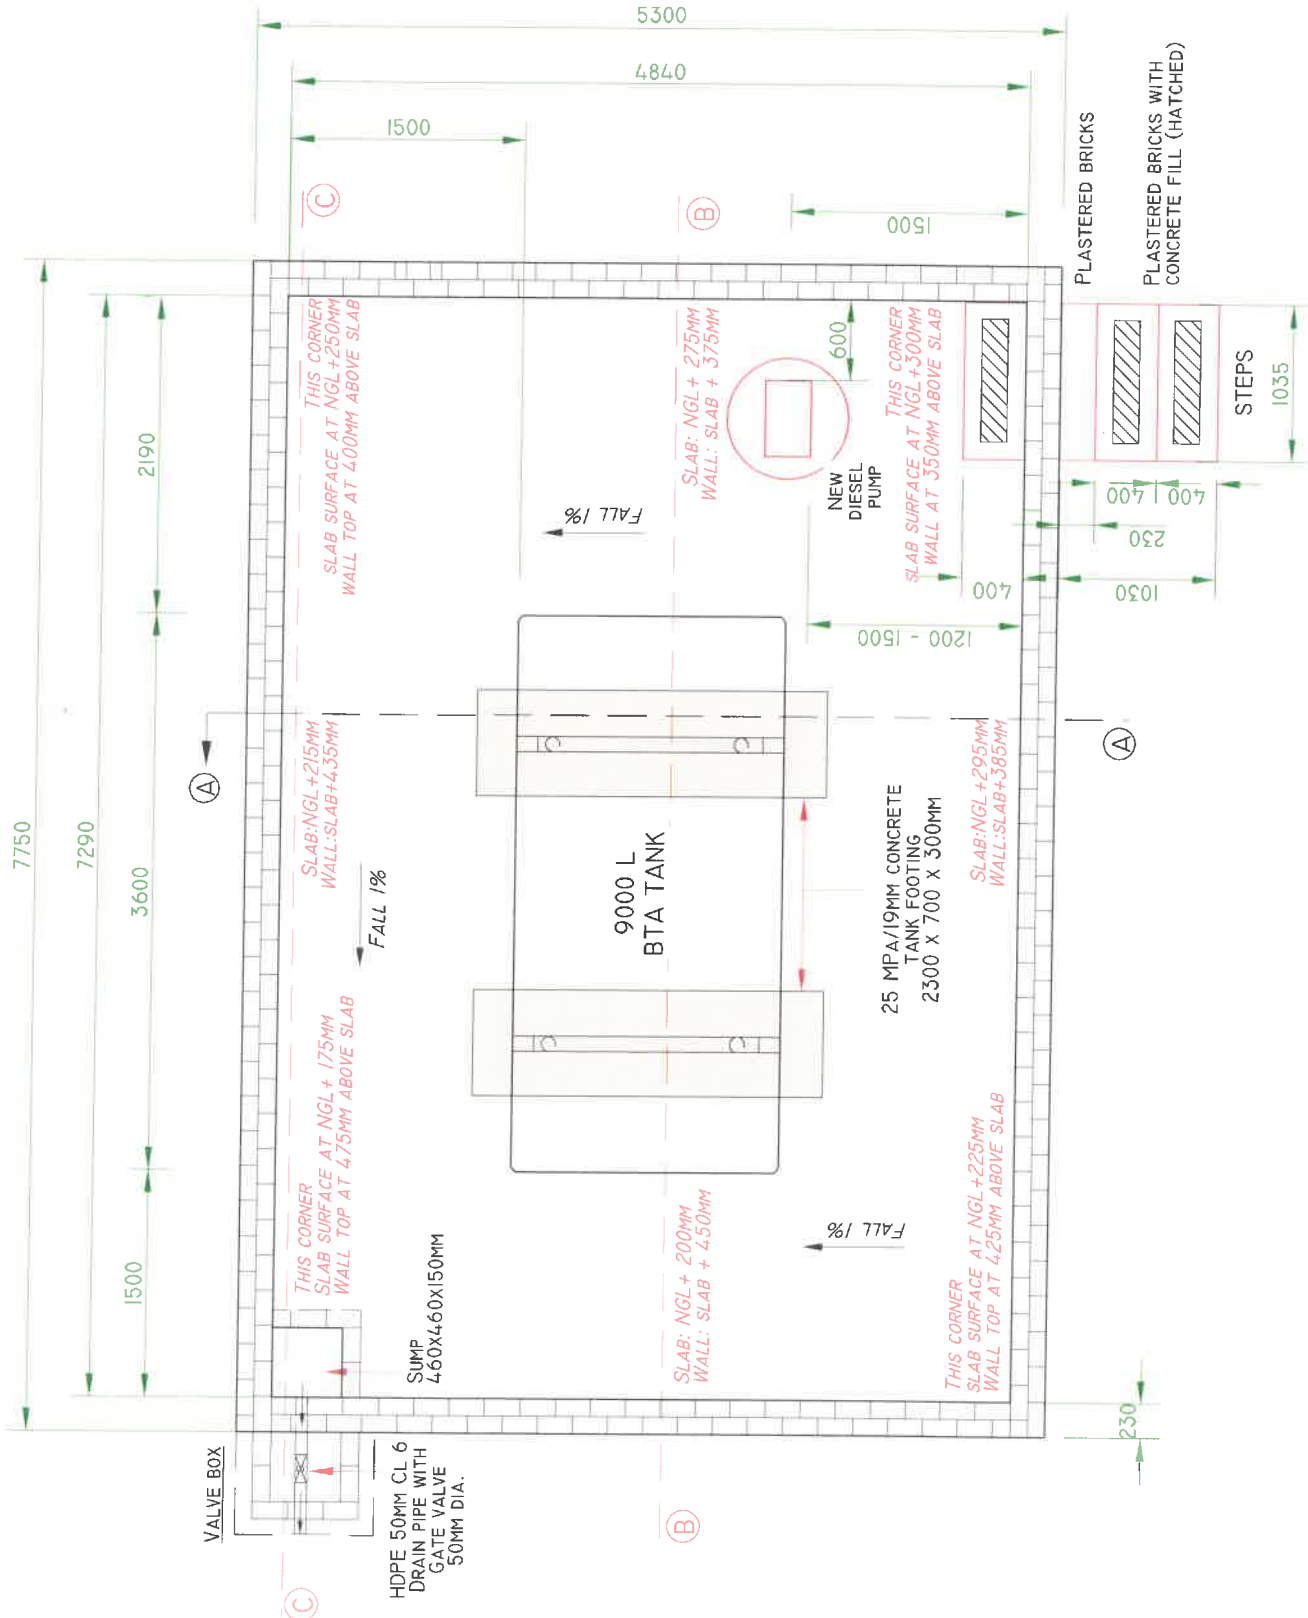 5300
4840
1500
C
B
1500
PLASTERED BRICKS
PLASTERED BRICKS WITH
CONCRETE FILL (HATCHED)
7750
7290
2190
3600
1500
THIS CORNER
SLAB SURFACE AT NGL+250MM
WALL TOP AT 400MM ABOVE SLAB
SLAB: NGL+ 275MM
WALL: SLAB + 375MM
600
THIS CORNER
SLAB SURFACE AT NGL+300MM
WALL AT 350MM ABOVE SLAB
NEW
DIESEL
PUMP
STEPS
1035
400
400
230
1030
400
1200 - 1500
FALL 1%
A
SLAB:NGL+215MM
WALL:SLAB+435MM
FALL 1%
9000 L
BTA TANK
25 MPA/19MM CONCRETE
TANK FOOTING
2300 X 700 X 300MM
SLAB:NGL+295MM
WALL:SLAB+385MM
A
THIS CORNER
SLAB SURFACE AT NGL+ 175MM
WALL TOP AT 475MM ABOVE SLAB
SUMP
460X460X150MM
SLAB: NGL+ 200MM
WALL: SLAB + 450MM
FALL 1%
THIS CORNER
SLAB SURFACE AT NGL+225MM
WALL TOP AT 425MM ABOVE SLAB
230
VALVE BOX
HDPE 50MM CL 6
DRAIN PIPE WITH
GATE VALVE
50MM DIA.
C
B